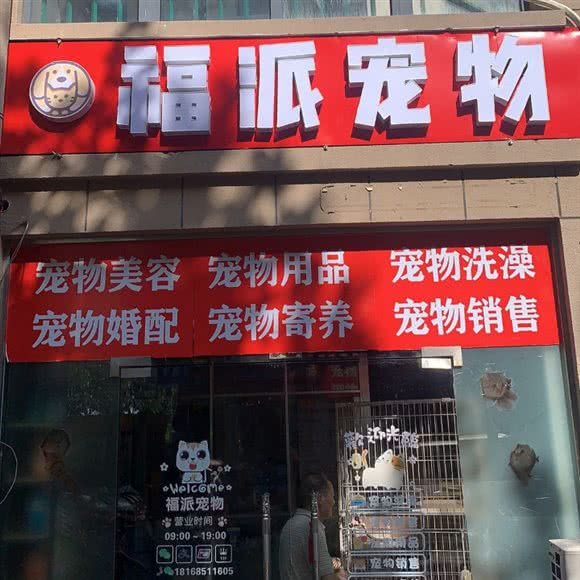 福派宠物
宠物美容 宠物用品 宠物洗澡
宠物婚配 宠物寄养 宠物销售
Welcome
福派宠物
营业时间
09:00 - 19:00
18168511605
宠物销售